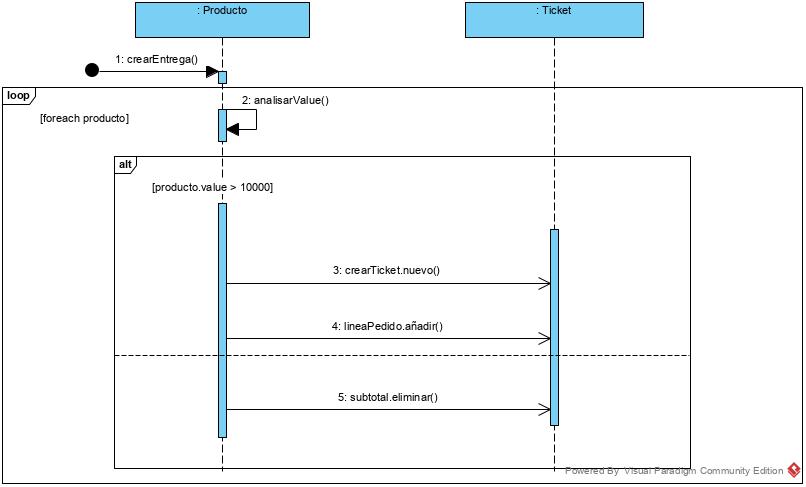 : Producto
: Ticket
1: crearEntrega()
loop
2: analisarValue()
[foreach producto]
alt
[producto.value > 10000]
3: crearTicket.nuevo()
4: lineaPedido.añadir()
5: subtotal.eliminar()
Powered By Visual Paradigm Community Edition